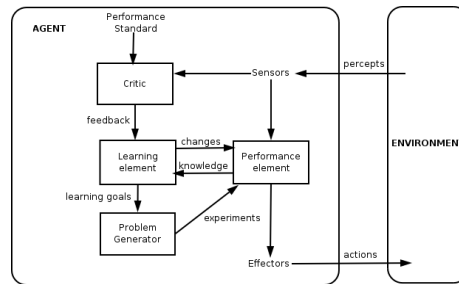 Performance
Standard
AGENT
Critic
Sensors
percepts
feedback
changes
Learning
element
knowledge
Performance
element
ENVIRONMEN
learning goals
experiments
Problem
Generator
Effectors
actions